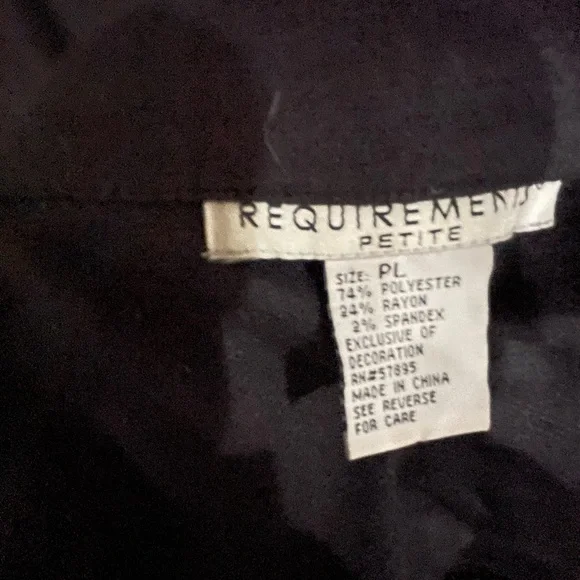 REQUIREMENTS
PETITE
SIZE: PL
74% POLYESTER
24% RAYON
2% SPANDEX
EXCLUSIVE OF
DECORATION
RN#57895
MADE IN CHINA
SEE REVERSE
FOR CARE